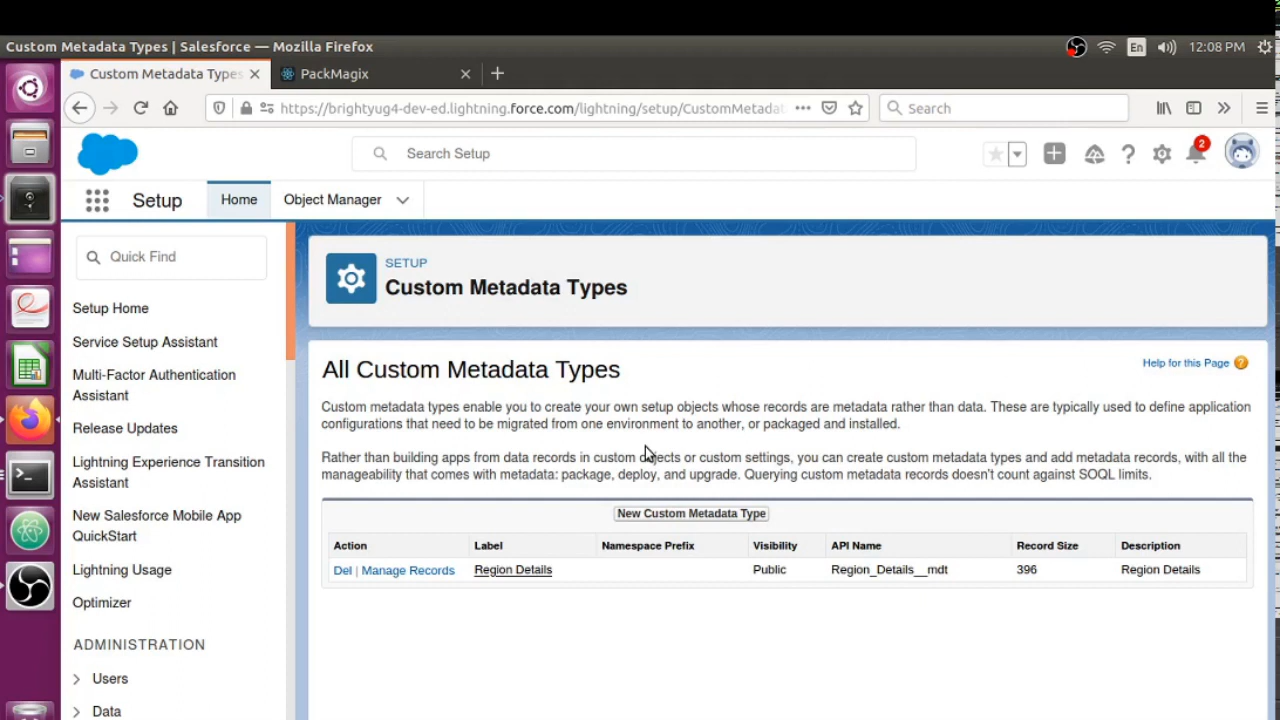 Custom Metadata Types | Salesforce — Mozilla Firefox
En
12:08 PM
Custom Metadata Types
PackMagix
https://brightyug4-dev-ed.lightning.force.com/lightning/setup/CustomMetadat
Search
Search Setup
2
Setup
Home
Object Manager
Quick Find
Setup Home
Service Setup Assistant
Multi-Factor Authentication
Assistant
Release Updates
Lightning Experience Transition
Assistant
New Salesforce Mobile App
QuickStart
Lightning Usage
Optimizer
ADMINISTRATION
Users
Data
SETUP
Custom Metadata Types
All Custom Metadata Types
Help for this Page
Custom metadata types enable you to create your own setup objects whose records are metadata rather than data. These are typically used to define application
configurations that need to be migrated from one environment to another, or packaged and installed.
Rather than building apps from data records in custom objects or custom settings, you can create custom metadata types and add metadata records, with all the
manageability that comes with metadata: package, deploy, and upgrade. Querying custom metadata records doesn't count against SOQL limits.
New Custom Metadata Type
Action Label Namespace Prefix Visibility API Name Record Size Description
Del | Manage Records Region Details Public Region_Details__mdt 396 Region Details